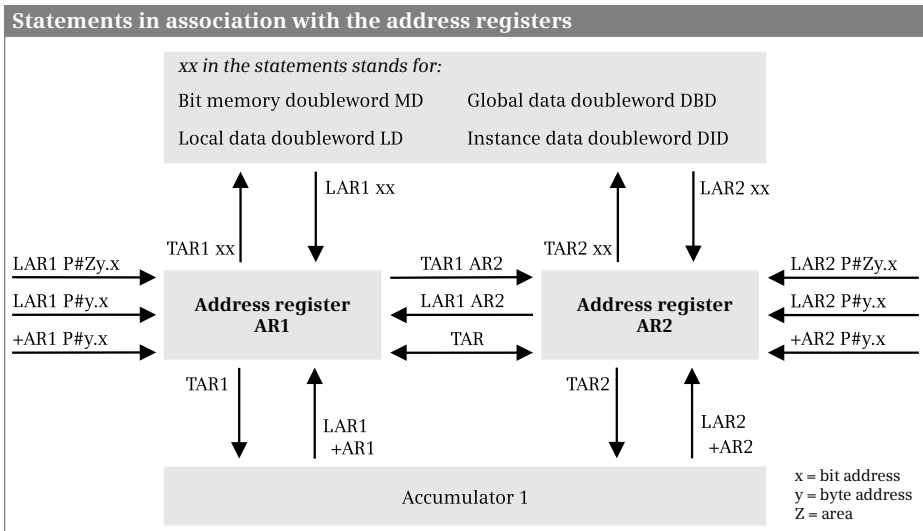 Statements in association with the address registers
xx in the statements stands for:
Bit memory doubleword MD
Global data doubleword DBD
Local data doubleword LD
Instance data doubleword DID
LAR1 xx
LAR2 xx
TAR1 xx
TAR2 xx
LAR1 P#Zy.x
TAR1 AR2
LAR2 P#Zy.x
LAR1 P#y.x
Address register
AR1
LAR1 AR2
Address register
AR2
LAR2 P#y.x
+AR1 P#y.x
TAR
+AR2 P#y.x
TAR1
TAR2
LAR1
+AR1
LAR2
+AR2
Accumulator 1
x = bit address
y = byte address
Z = area